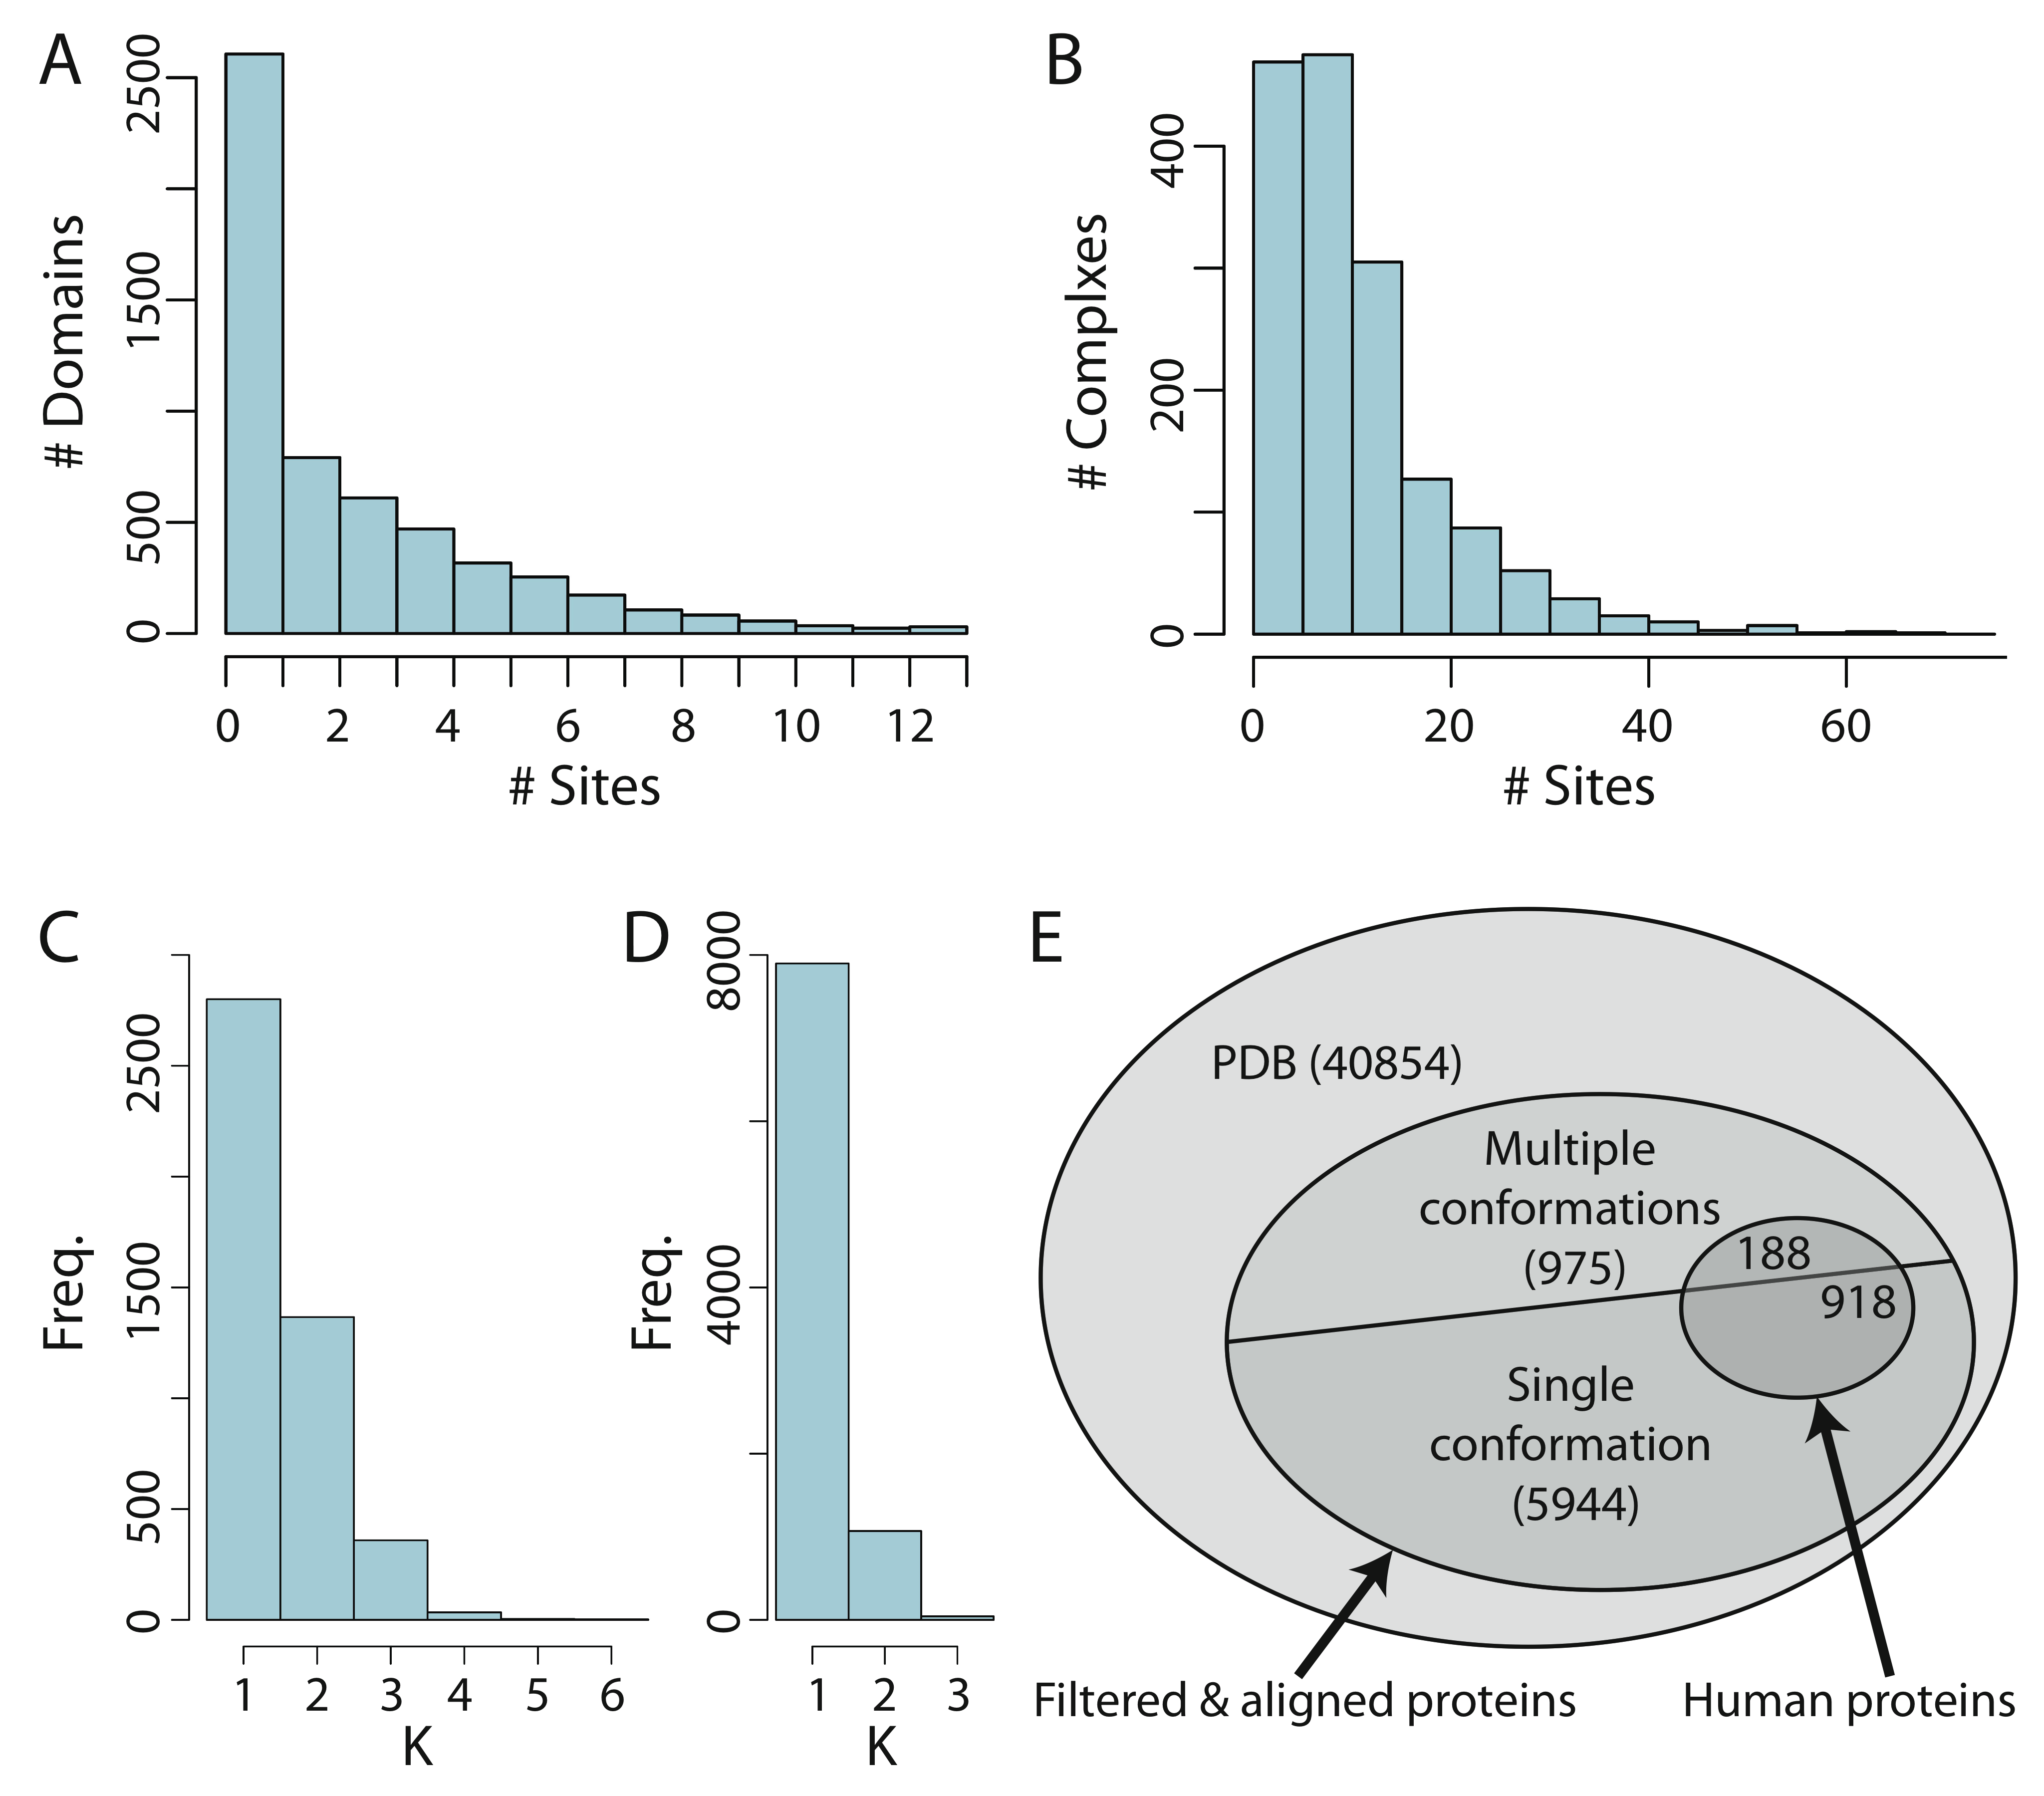 A
# Domains
0
500
1500
2500
0 2 4 6 8 10 12
# Sites
B
# Complxes
0
200
400
0 20 40 60
# Sites
C
Freq.
0
500
1500
2500
1 2 3 4 5 6
K
D
Freq.
0
4000
8000
1 2 3
K
E
PDB (40854)
Multiple
conformations
(975)
188
918
Single
conformation
(5944)
Filtered & aligned proteins
Human proteins